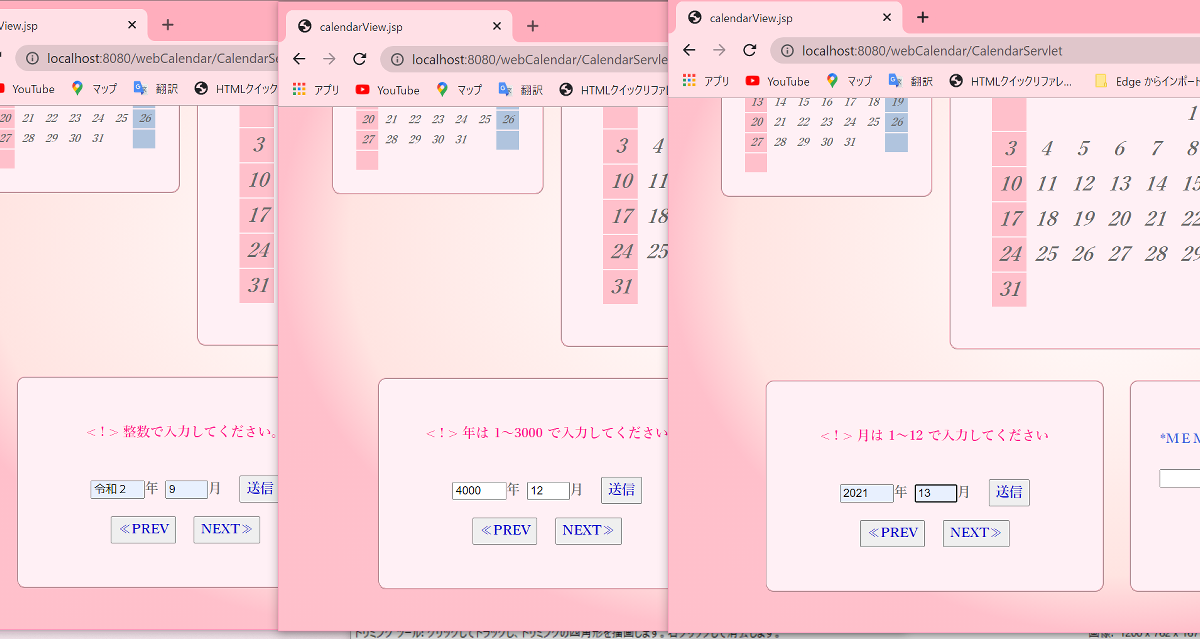 View.jsp
localhost:8080/webCalendar/CalendarSe
YouTube マップ 翻訳 HTMLクイック
20 21 22 23 24 25 26
27 28 29 30 31
3
10
17
24
31
<！> 整数で入力してください。
令和２ 年 9 月 送信
≪PREV NEXT≫
calendarView.jsp
localhost:8080/webCalendar/CalendarServle
アプリ YouTube マップ 翻訳 HTMLクイックリファ
20 21 22 23 24 25 26
27 28 29 30 31
3 4
10 11
17 18
24 25
31
<！> 年は 1～3000 で入力してください
4000 年 12 月 送信
≪PREV NEXT≫
calendarView.jsp
localhost:8080/webCalendar/CalendarServlet
アプリ YouTube マップ 翻訳 HTMLクイックリファレ... Edge からインポー
13 14 15 16 17 18 19
20 21 22 23 24 25 26
27 28 29 30 31
1
3 4 5 6 7 8
10 11 12 13 14 15
17 18 19 20 21 22
24 25 26 27 28 29
31
<！> 月は 1～12 で入力してください
2021 年 13 月 送信
≪PREV NEXT≫
*MEM